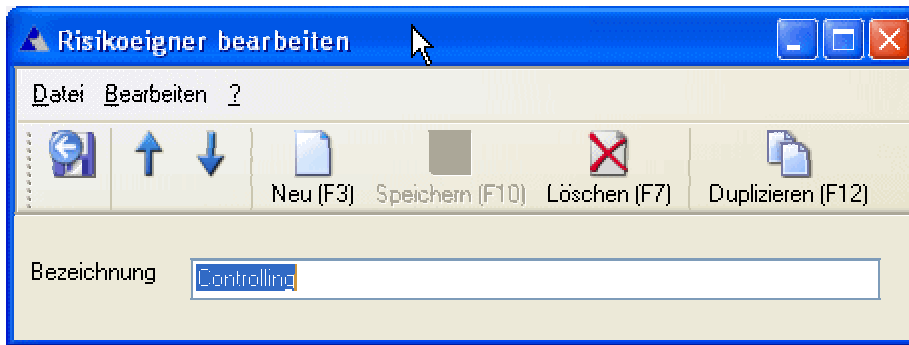 Risikoeigner bearbeiten
Datei Bearbeiten ?
Neu (F3) Speichern (F10) Löschen (F7) Duplizieren (F12)
Bezeichnung Controlling